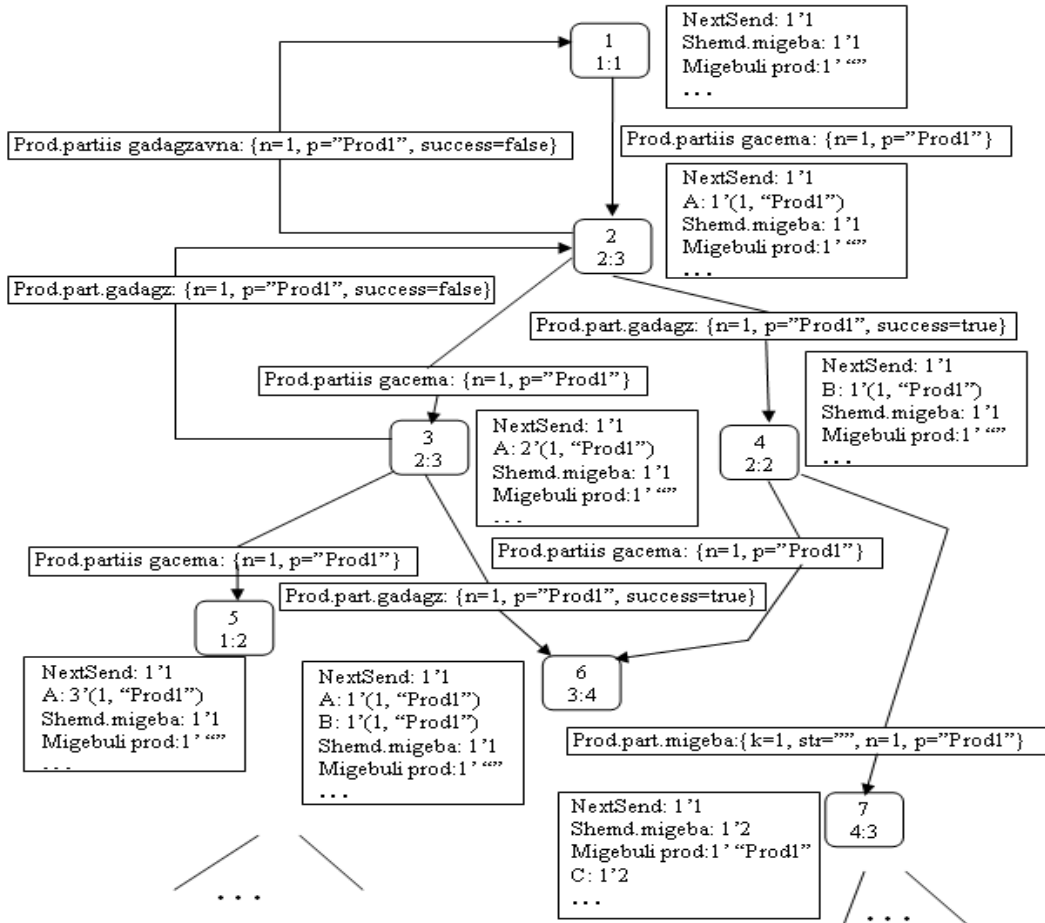 1
1:1
NextSend: 1’1
Shemd.migeba: 1’1
Migebuli prod:1’ “”
...
Prod.partiis gadagzavna: {n=1, p=”Prod1”, success=false}
Prod.partiis gacema: {n=1, p=”Prod1”}
2
2:3
NextSend: 1’1
A: 1’(1, “Prod1”)
Shemd.migeba: 1’1
Migebuli prod:1’ “”
...
Prod.part.gadagz: {n=1, p=”Prod1”, success=false}
Prod.part.gadagz: {n=1, p=”Prod1”, success=true}
Prod.partiis gacema: {n=1, p=”Prod1”}
3
2:3
NextSend: 1’1
A: 2’(1, “Prod1”)
Shemd.migeba: 1’1
Migebuli prod:1’ “”
...
4
2:2
NextSend: 1’1
B: 1’(1, “Prod1”)
Shemd.migeba: 1’1
Migebuli prod:1’ “”
...
Prod.partiis gacema: {n=1, p=”Prod1”}
Prod.part.gadagz: {n=1, p=”Prod1”, success=true}
Prod.partiis gacema: {n=1, p=”Prod1”}
5
1:2
NextSend: 1’1
A: 3’(1, “Prod1”)
Shemd.migeba: 1’1
Migebuli prod:1’ “”
...
NextSend: 1’1
A: 1’(1, “Prod1”)
B: 1’(1, “Prod1”)
Shemd.migeba: 1’1
Migebuli prod:1’ “”
...
6
3:4
Prod.part.migeba:{k=1, str=””, n=1, p=”Prod1”}
NextSend: 1’1
Shemd.migeba: 1’2
Migebuli prod:1’ “Prod1”
C: 1’2
...
7
4:3
...
...